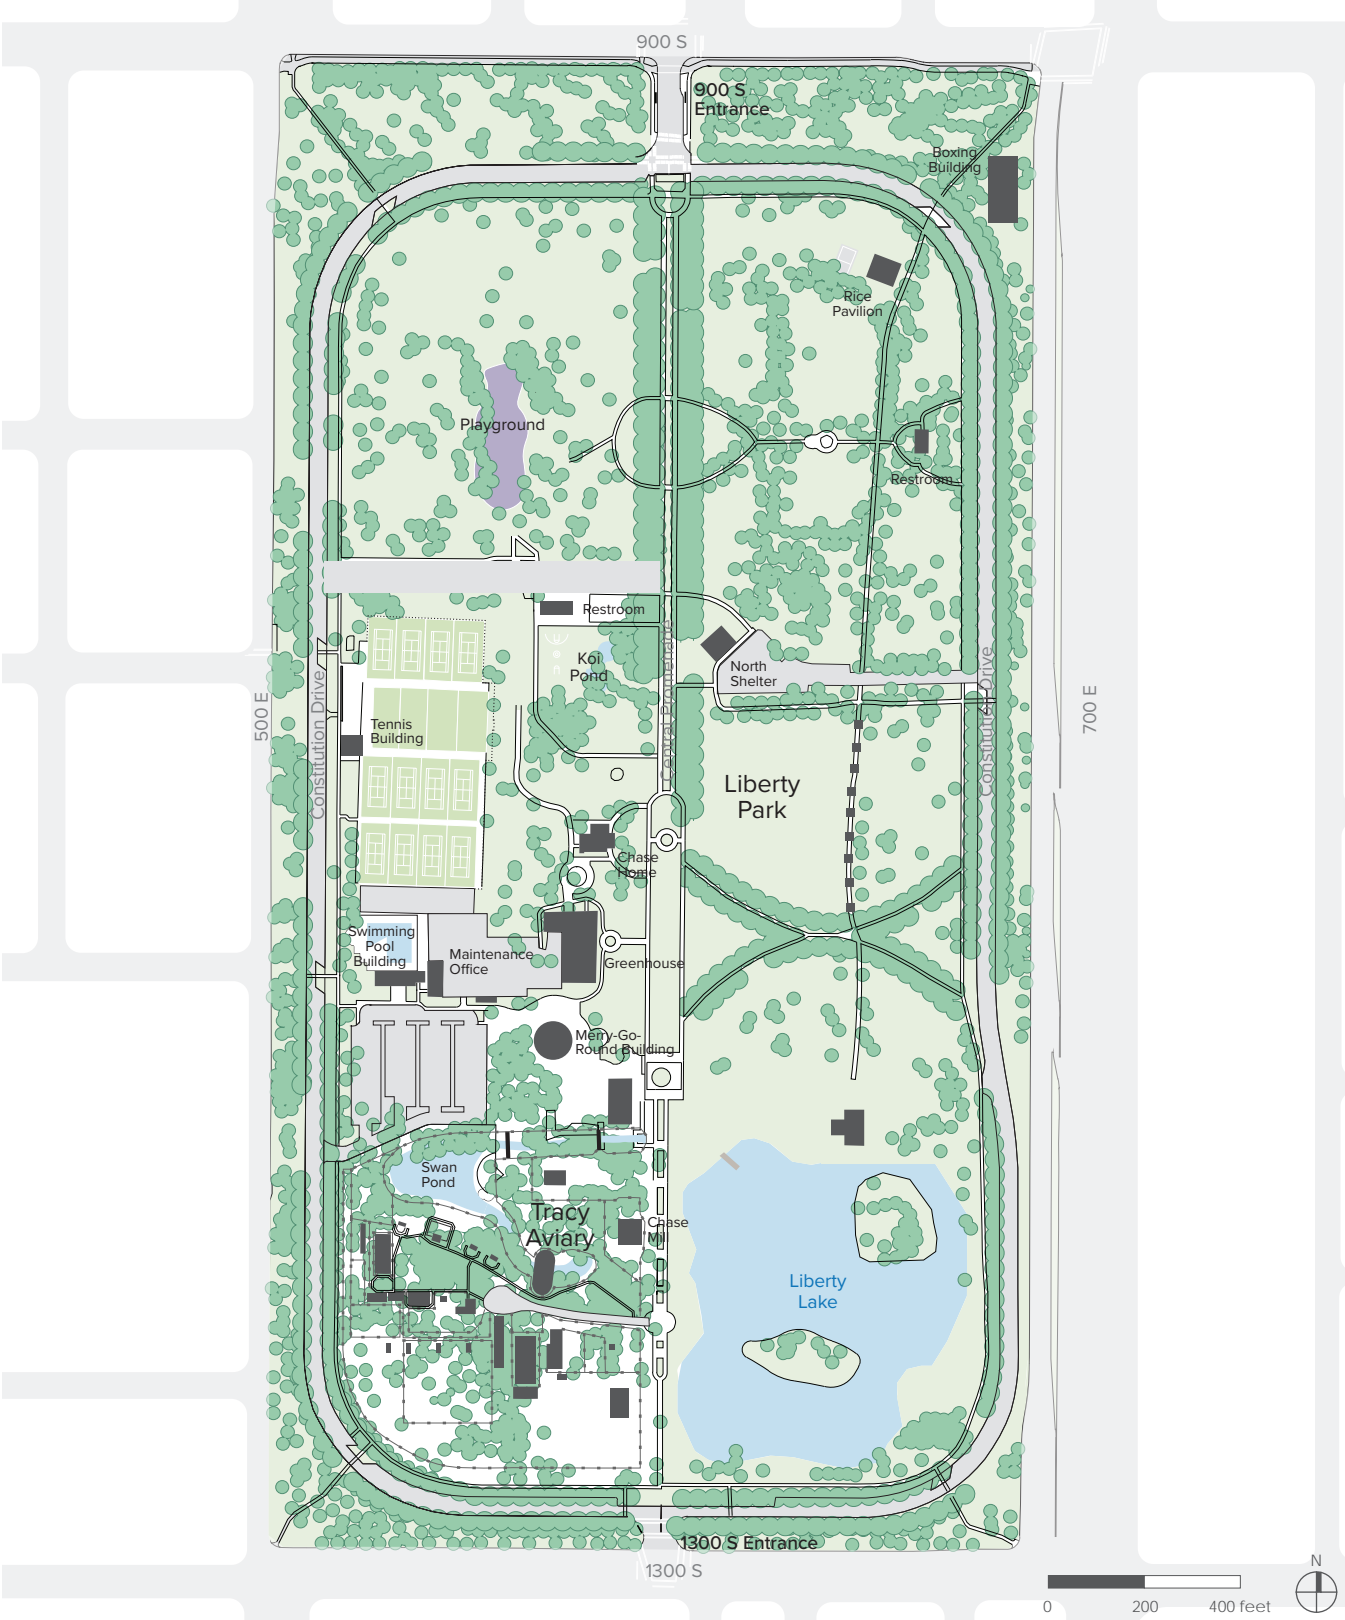 900 S
900 S
Entrance
Boxing
Building
Rice
Pavilion
Playground
Restroom
Restroom
Koi
Pond
North
Shelter
Central Promenade
Constitution Drive
Constitution Drive
500 E
700 E
Tennis
Building
Liberty
Park
Chase
Home
Swimming
Pool
Building
Maintenance
Office
Greenhouse
Merry-Go-
Round Building
Swan
Pond
Tracy
Aviary
Chase
Mill
Liberty
Lake
1300 S Entrance
1300 S
N
0 200 400 feet